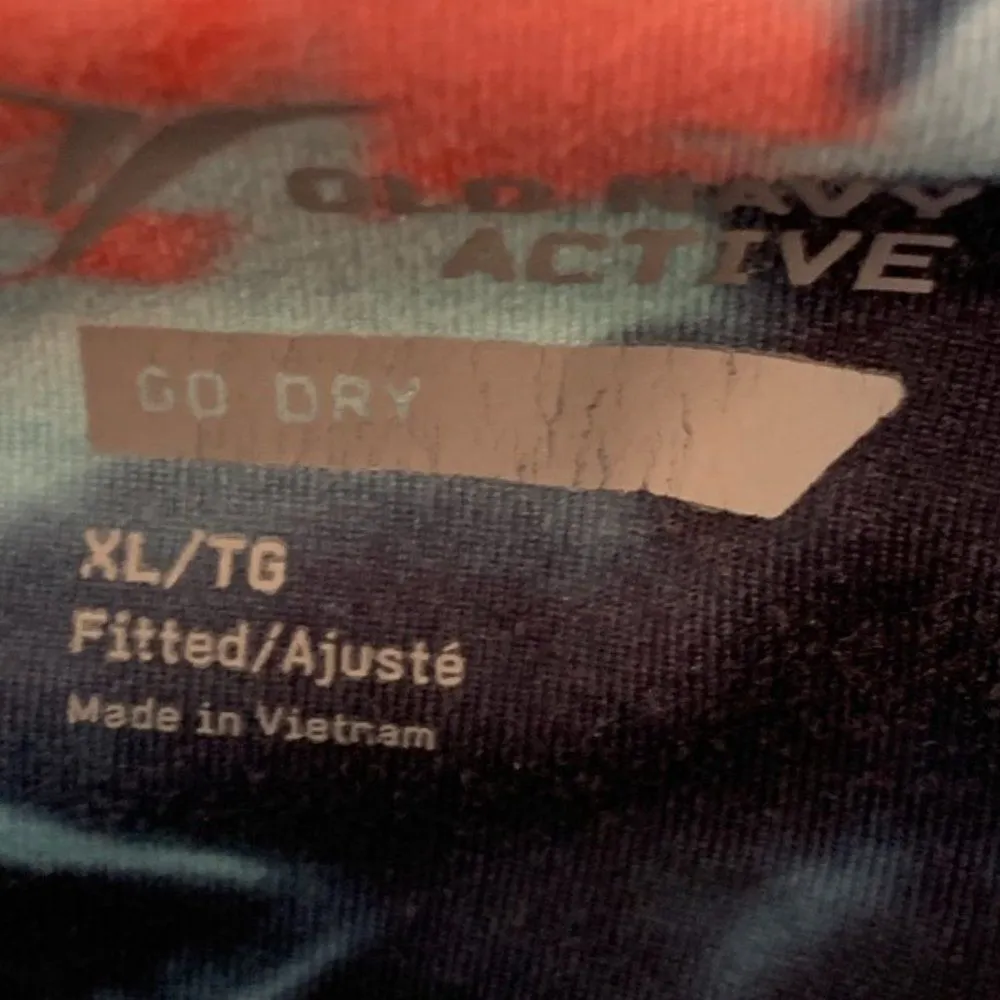 OLD NAVY
ACTIVE
GO DRY
XL/TG
Fitted/Ajusté
Made in Vietnam